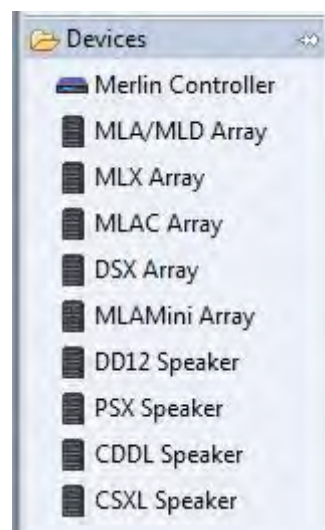 Devices
Merlin Controller
MLA/MLD Array
MLX Array
MLAC Array
DSX Array
MLAMini Array
DD12 Speaker
PSX Speaker
CDDL Speaker
CSXL Speaker